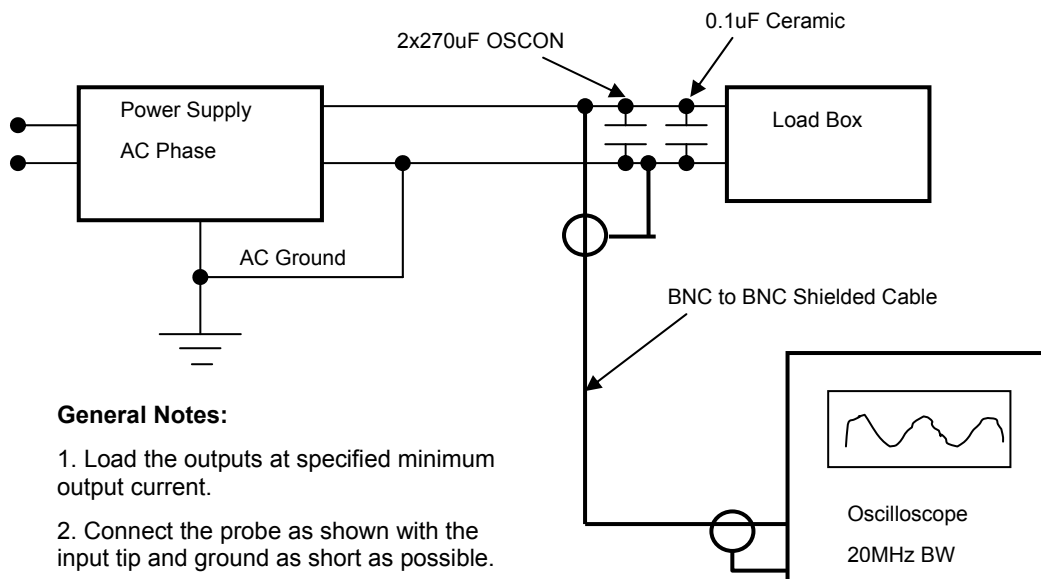 2x270uF OSCON
0.1uF Ceramic
Power Supply
AC Phase
Load Box
AC Ground
BNC to BNC Shielded Cable
General Notes:
1. Load the outputs at specified minimum
output current.
2. Connect the probe as shown with the
input tip and ground as short as possible.
Oscilloscope
20MHz BW